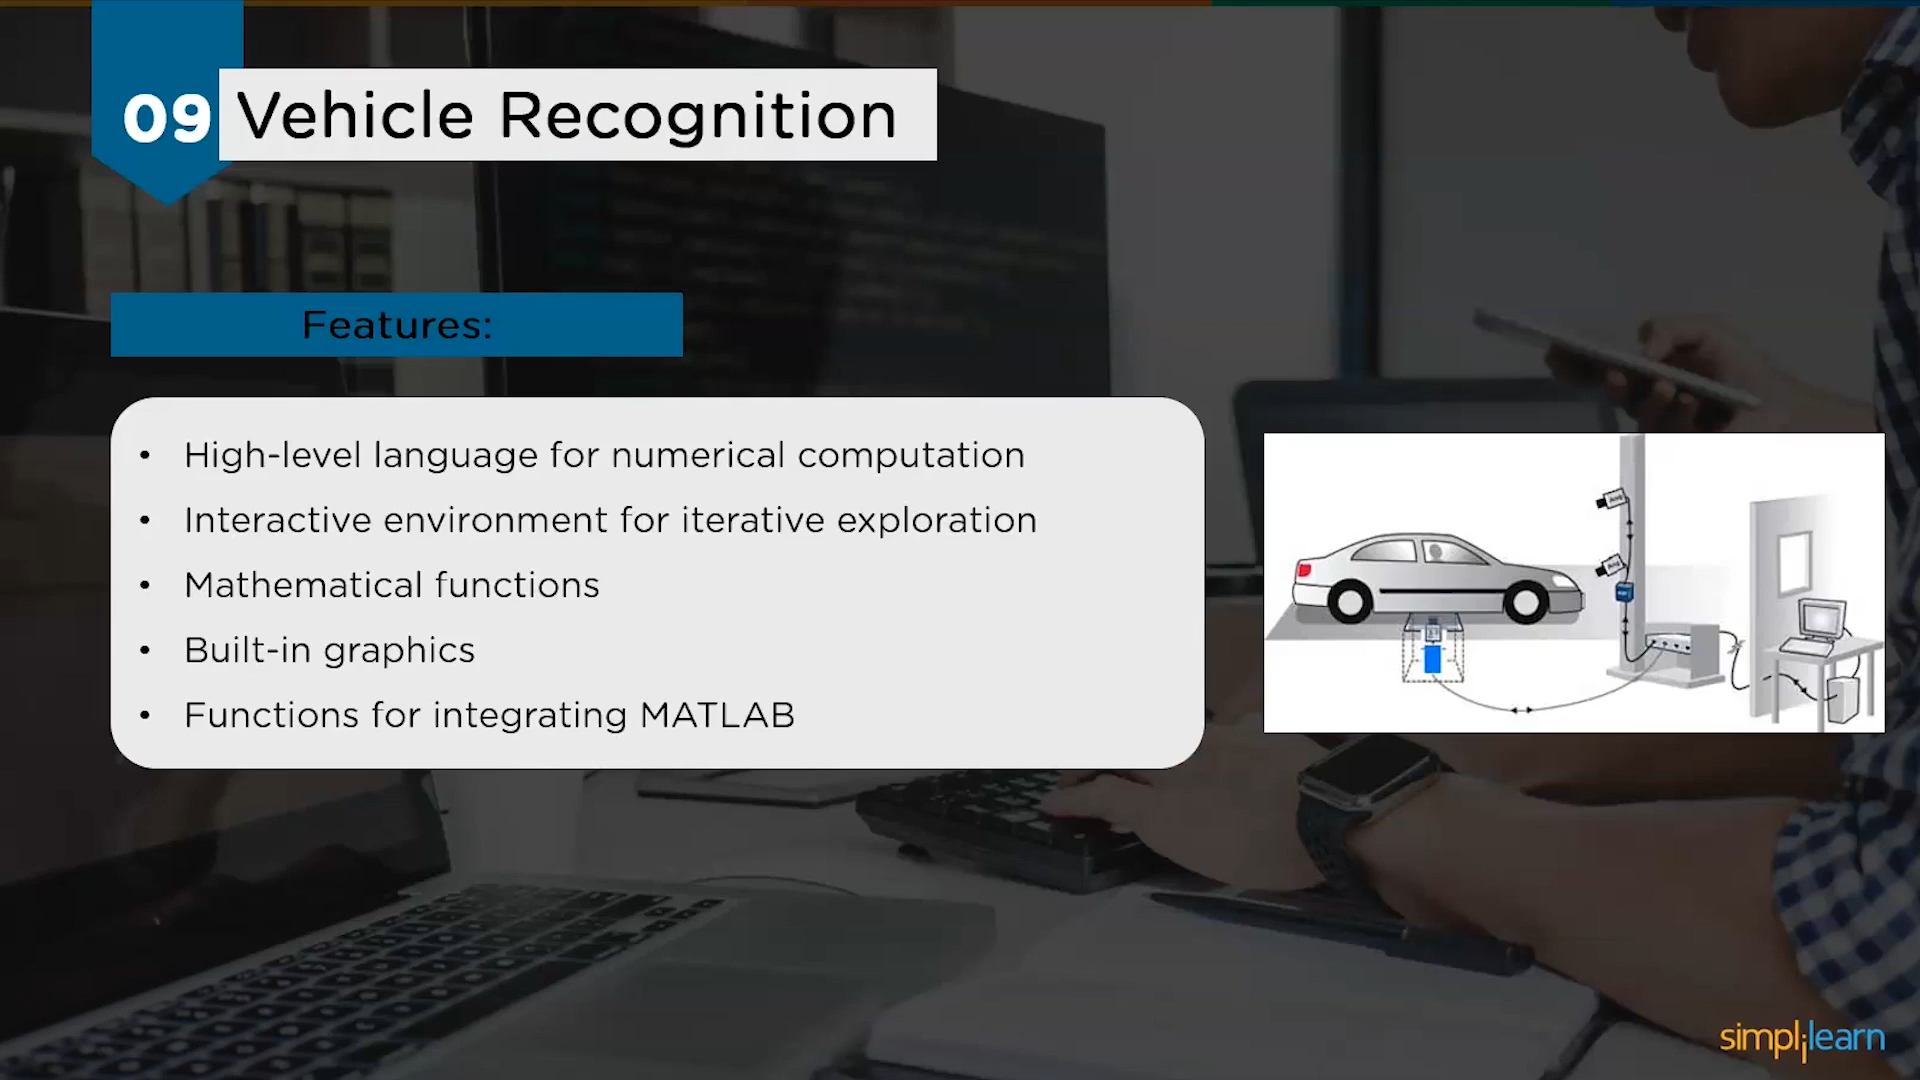 09 Vehicle Recognition
Features:
• High-level language for numerical computation
• Interactive environment for iterative exploration
• Mathematical functions
• Built-in graphics
• Functions for integrating MATLAB
simplilearn